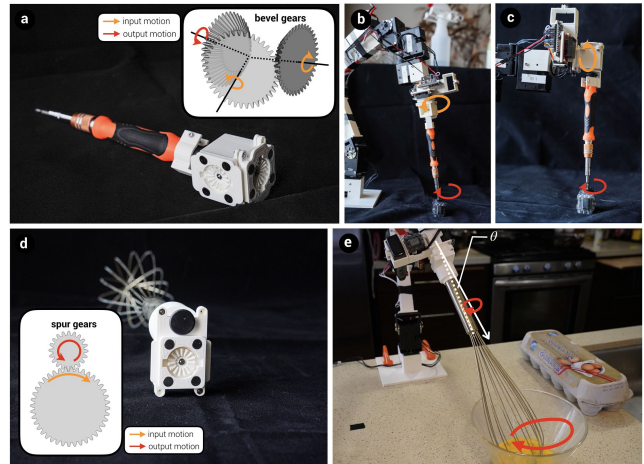 a
input motion
output motion
bevel gears
b
c
d
spur gears
input motion
output motion
e
θ